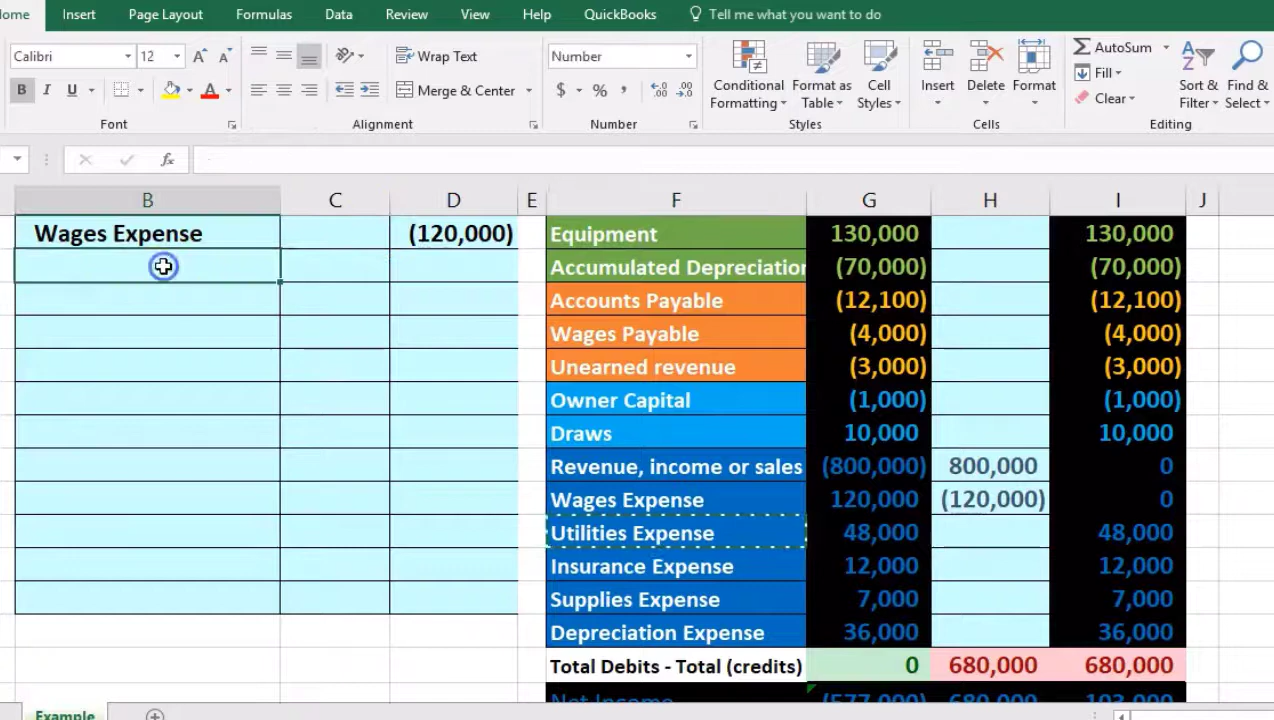 ome Insert Page Layout Formulas Data Review View Help QuickBooks Tell me what you want to do
Calibri 12 A A Wrap Text Number Conditional Formatting Format as Table Cell Styles Insert Delete Format AutoSum Fill Clear Sort & Filter Find & Select
B I U A Merge & Center $ % ,
Font Alignment Number Styles Cells Editing
fx
B C D E F G H I J
Wages Expense (120,000) Equipment 130,000 130,000
Accumulated Depreciation (70,000) (70,000)
Accounts Payable (12,100) (12,100)
Wages Payable (4,000) (4,000)
Unearned revenue (3,000) (3,000)
Owner Capital (1,000) (1,000)
Draws 10,000 10,000
Revenue, income or sales (800,000) 800,000 0
Wages Expense 120,000 (120,000) 0
Utilities Expense 48,000 48,000
Insurance Expense 12,000 12,000
Supplies Expense 7,000 7,000
Depreciation Expense 36,000 36,000
Total Debits - Total (credits) 0 680,000 680,000
Net Income (577,000) 680,000 103,000
Example